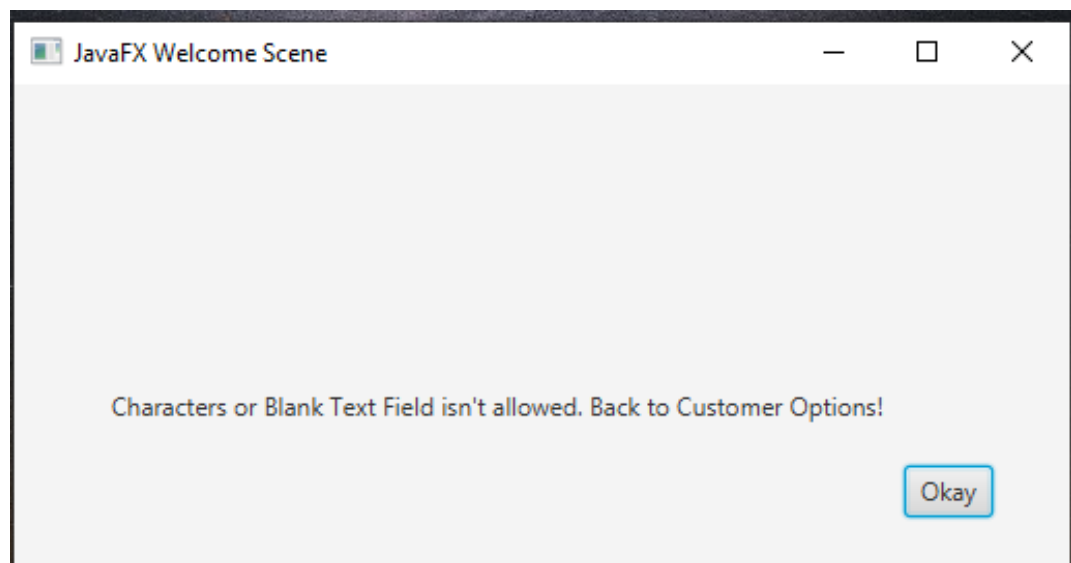 JavaFX Welcome Scene
Characters or Blank Text Field isn't allowed. Back to Customer Options!
Okay